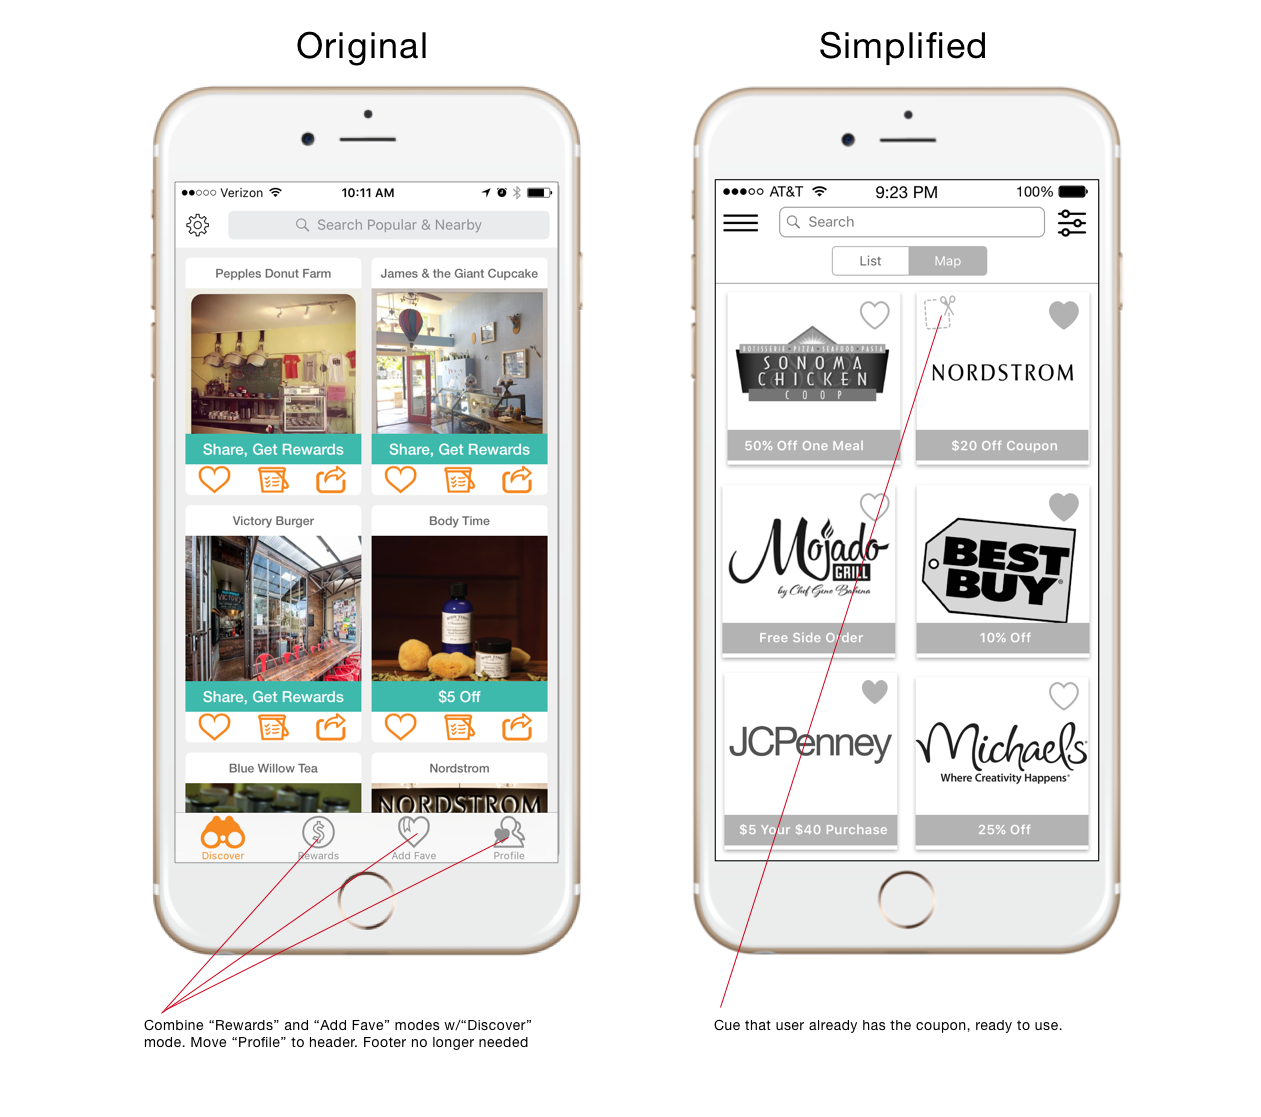 Original
Simplified
Verizon
10:11 AM
Search Popular & Nearby
Pepples Donut Farm
James & the Giant Cupcake
Share, Get Rewards
Share, Get Rewards
Victory Burger
Body Time
Share, Get Rewards
$5 Off
Blue Willow Tea
Nordstrom
NORDSTROM
Discover
Rewards
Add Fave
Profile
Combine “Rewards” and “Add Fave” modes w/“Discover”
mode. Move “Profile” to header. Footer no longer needed
AT&T
9:23 PM
100%
Search
List
Map
ROTISSERIE • PIZZA • SEAFOOD • PASTA
SONOMA
CHICKEN
COOP
50% Off One Meal
NORDSTROM
$20 Off Coupon
Mojado
GRILL
by Chef Gino
Free Side Order
BEST
BUY
10% Off
JCPenney
$5 Your $40 Purchase
Michaels
Where Creativity Happens®
25% Off
Cue that user already has the coupon, ready to use.